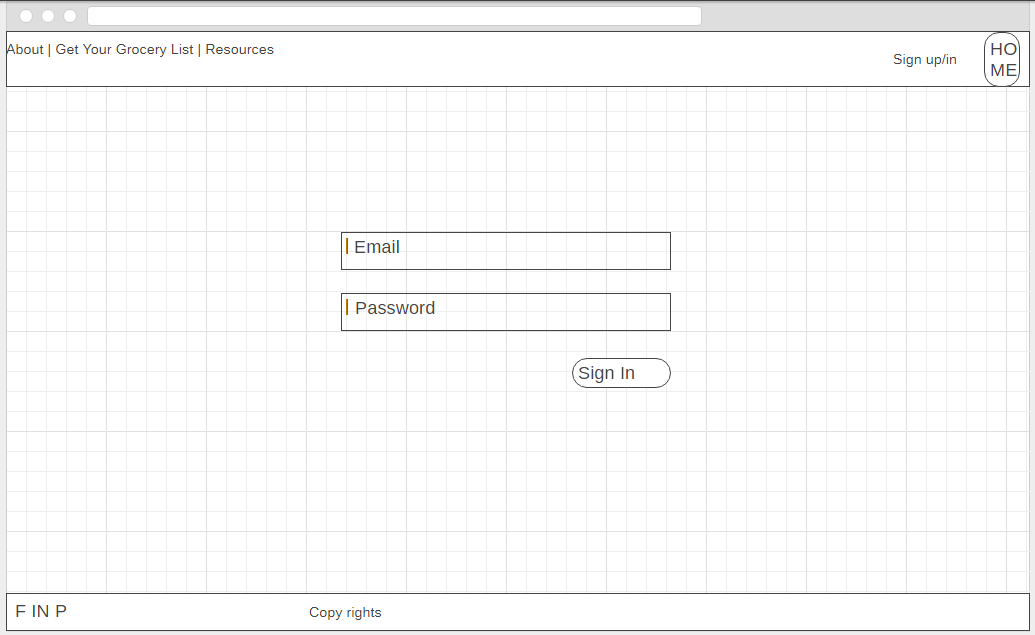 About | Get Your Grocery List | Resources
Sign up/in
HO
ME
Email
Password
Sign In
F IN P
Copy rights